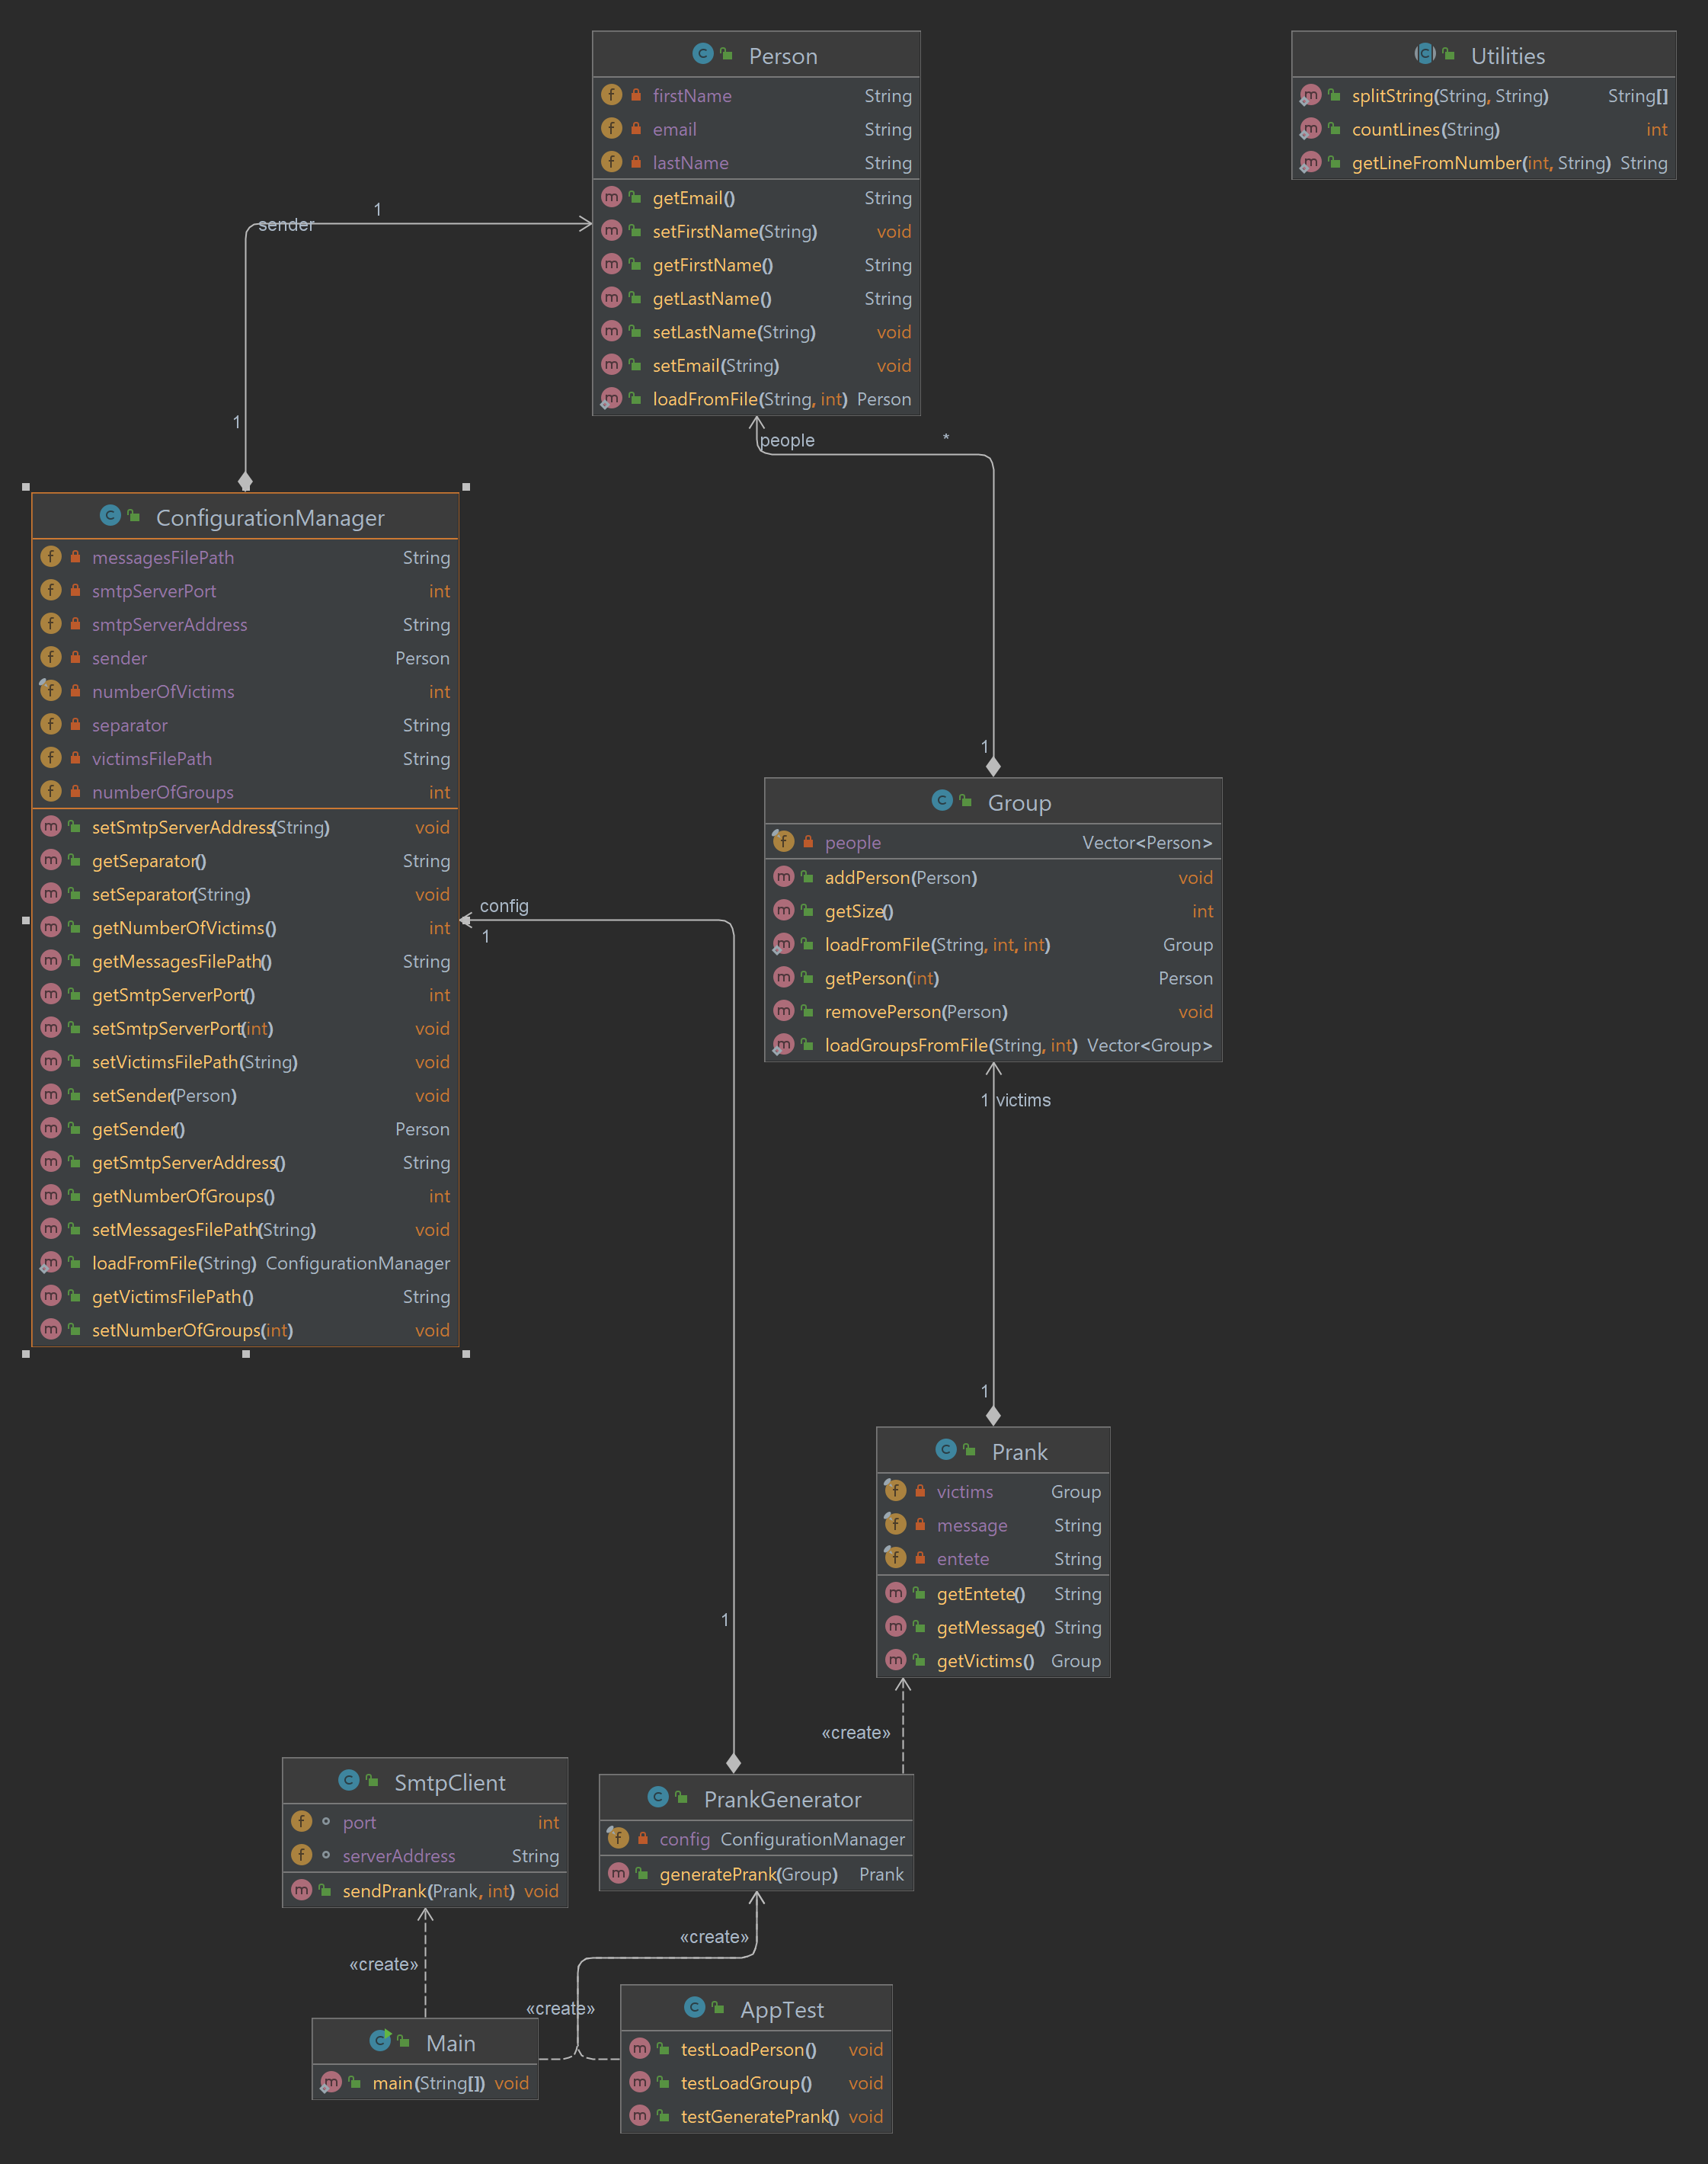 Person
firstName String
email String
lastName String
getEmail() String
setFirstName(String) void
getFirstName() String
getLastName() String
setLastName(String) void
setEmail(String) void
loadFromFile(String, int) Person
Utilities
splitString(String, String) String[]
countLines(String) int
getLineFromNumber(int, String) String
1
sender
1
people *
ConfigurationManager
messagesFilePath String
smtpServerPort int
smtpServerAddress String
sender Person
numberOfVictims int
separator String
victimsFilePath String
numberOfGroups int
setSmtpServerAddress(String) void
getSeparator() String
setSeparator(String) void
getNumberOfVictims() int
getMessagesFilePath() String
getSmtpServerPort() int
setSmtpServerPort(int) void
setVictimsFilePath(String) void
setSender(Person) void
getSender() Person
getSmtpServerAddress() String
getNumberOfGroups() int
setMessagesFilePath(String) void
loadFromFile(String) ConfigurationManager
getVictimsFilePath() String
setNumberOfGroups(int) void
1
Group
people Vector<Person>
addPerson(Person) void
getSize() int
loadFromFile(String, int, int) Group
getPerson(int) Person
removePerson(Person) void
loadGroupsFromFile(String, int) Vector<Group>
config
1
1 victims
1
Prank
victims Group
message String
entete String
getEntete() String
getMessage() String
getVictims() Group
1
«create»
SmtpClient
port int
serverAddress String
sendPrank(Prank, int) void
PrankGenerator
config ConfigurationManager
generatePrank(Group) Prank
«create»
«create»
«create»
Main
main(String[]) void
AppTest
testLoadPerson() void
testLoadGroup() void
testGeneratePrank() void